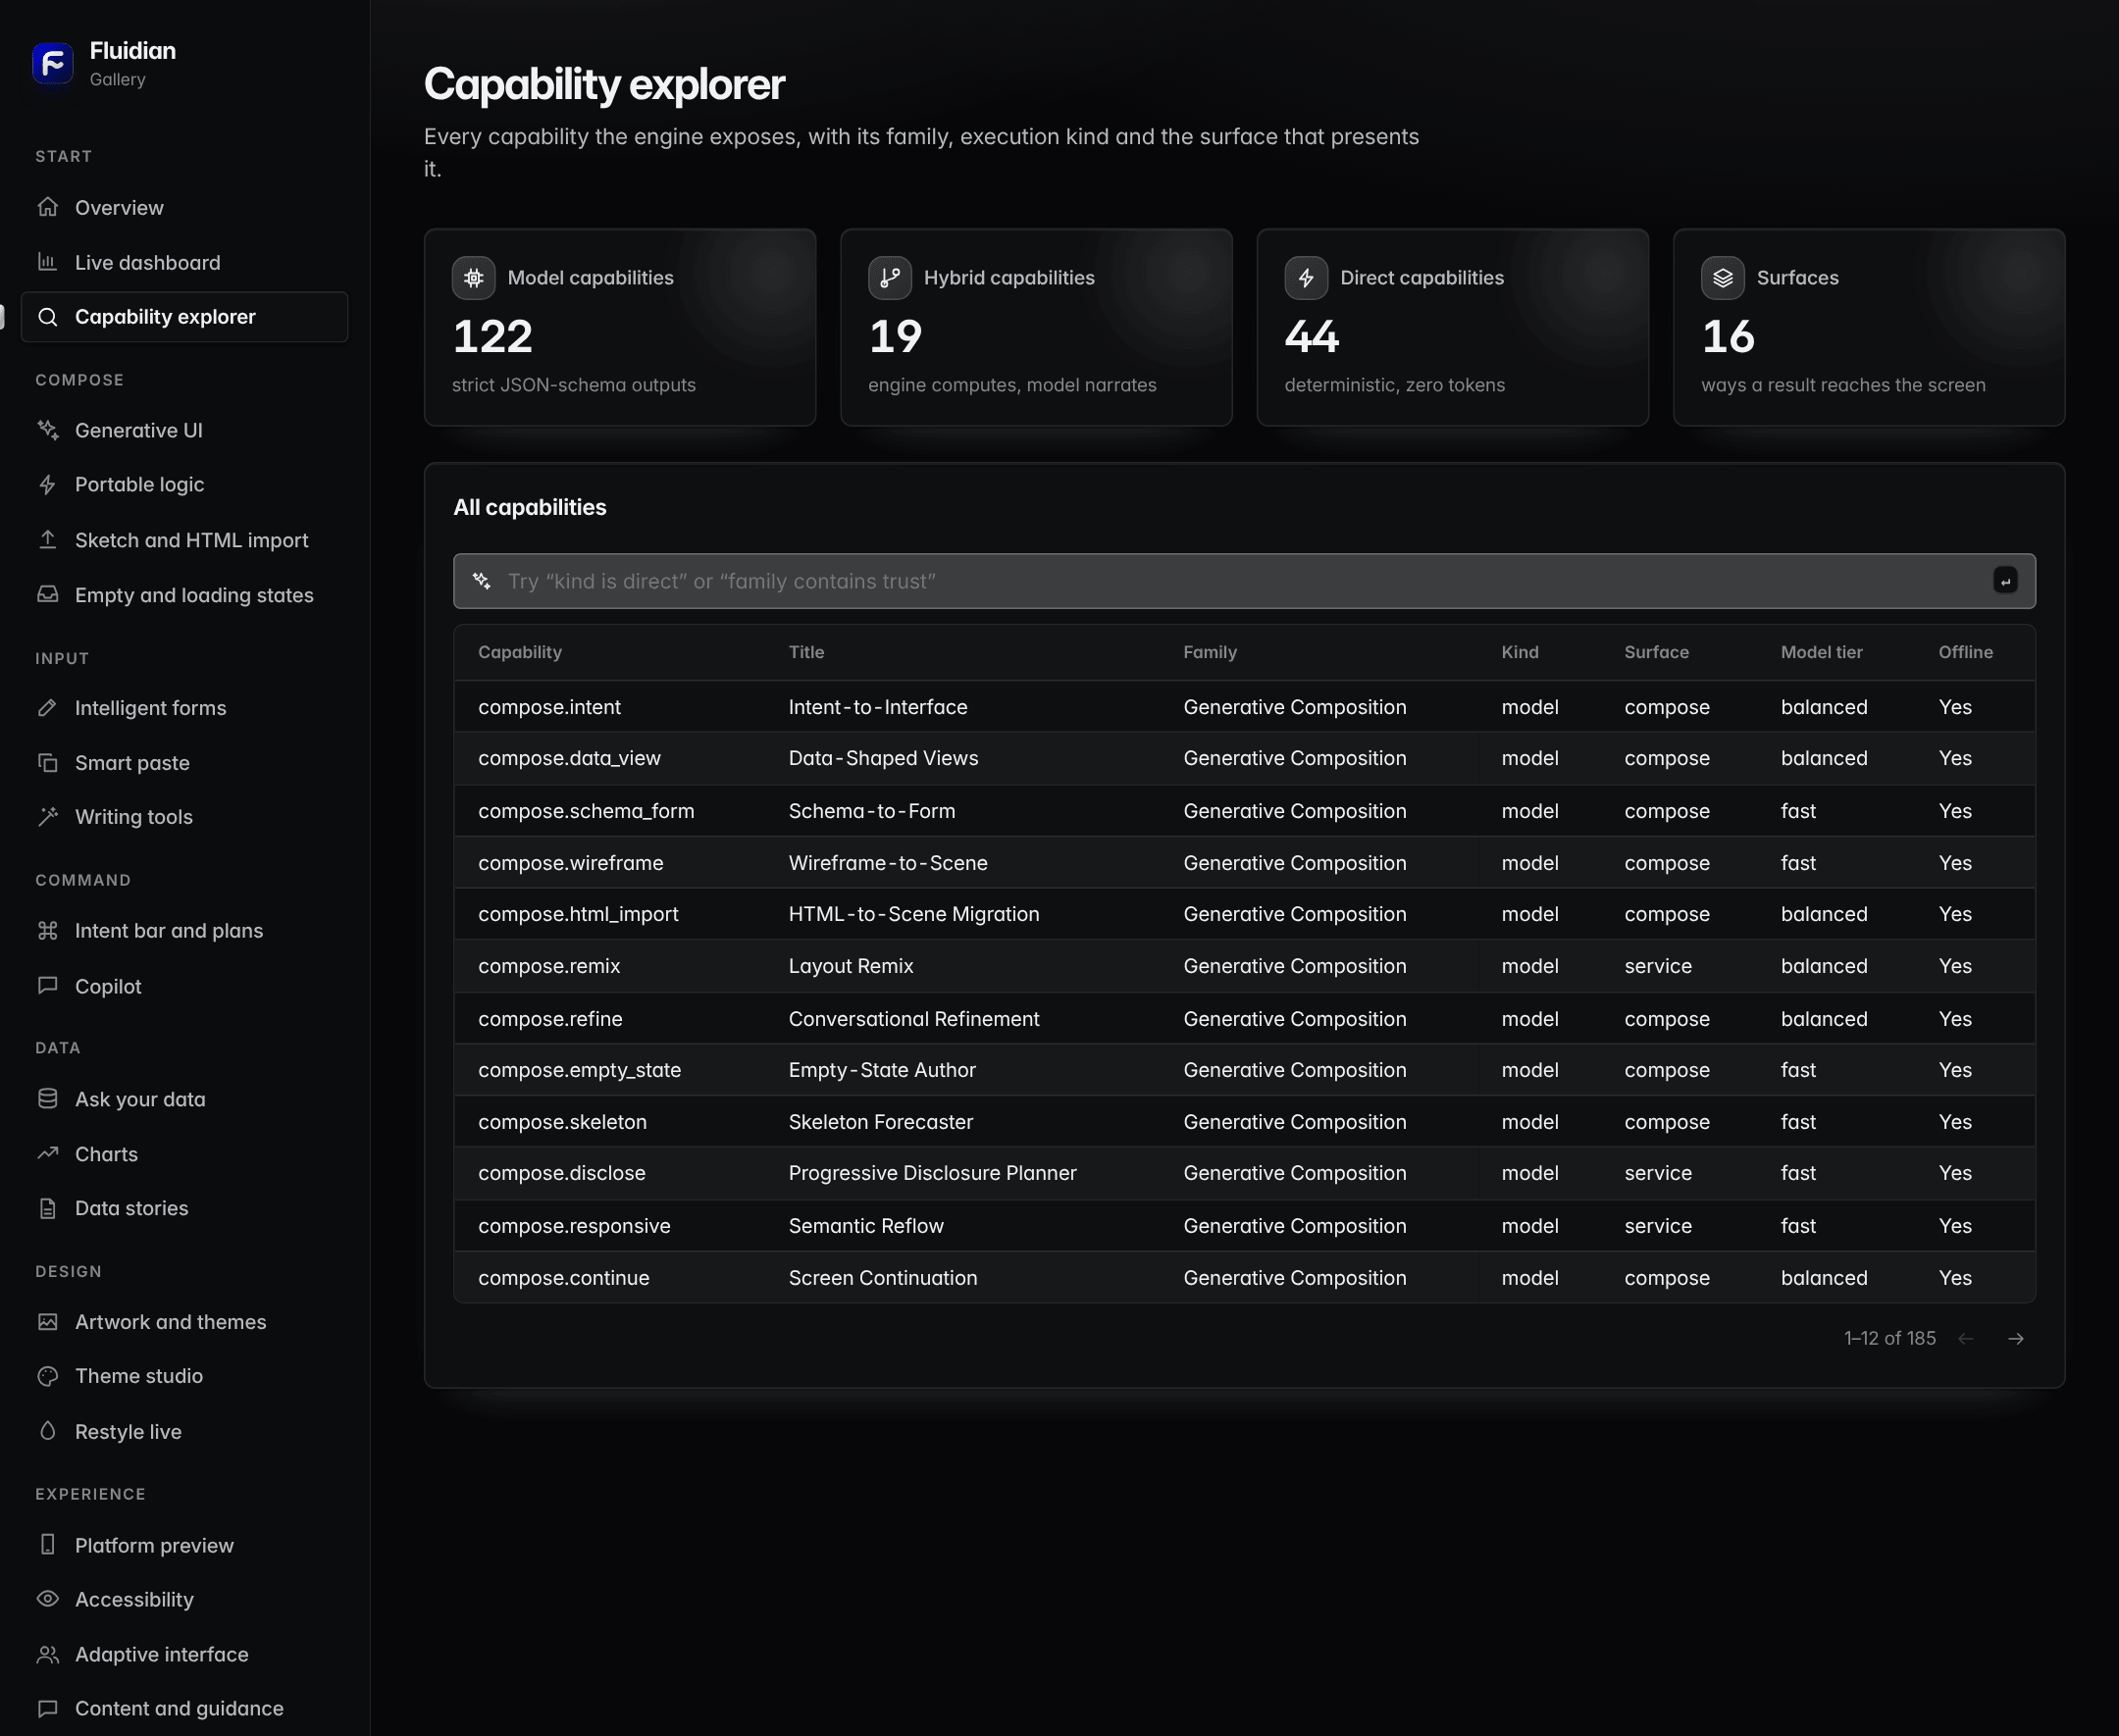 Fluidian
Gallery
START
Overview
Live dashboard
Capability explorer
COMPOSE
Generative UI
Portable logic
Sketch and HTML import
Empty and loading states
INPUT
Intelligent forms
Smart paste
Writing tools
COMMAND
Intent bar and plans
Copilot
DATA
Ask your data
Charts
Data stories
DESIGN
Artwork and themes
Theme studio
Restyle live
EXPERIENCE
Platform preview
Accessibility
Adaptive interface
Content and guidance
Capability explorer
Every capability the engine exposes, with its family, execution kind and the surface that presents
it.
Model capabilities
122
strict JSON-schema outputs
Hybrid capabilities
19
engine computes, model narrates
Direct capabilities
44
deterministic, zero tokens
Surfaces
16
ways a result reaches the screen
All capabilities
Try “kind is direct” or “family contains trust”
Capability Title Family Kind Surface Model tier Offline
compose.intent Intent-to-Interface Generative Composition model compose balanced Yes
compose.data_view Data-Shaped Views Generative Composition model compose balanced Yes
compose.schema_form Schema-to-Form Generative Composition model compose fast Yes
compose.wireframe Wireframe-to-Scene Generative Composition model compose fast Yes
compose.html_import HTML-to-Scene Migration Generative Composition model compose balanced Yes
compose.remix Layout Remix Generative Composition model service balanced Yes
compose.refine Conversational Refinement Generative Composition model compose balanced Yes
compose.empty_state Empty-State Author Generative Composition model compose fast Yes
compose.skeleton Skeleton Forecaster Generative Composition model compose fast Yes
compose.disclose Progressive Disclosure Planner Generative Composition model service fast Yes
compose.responsive Semantic Reflow Generative Composition model service fast Yes
compose.continue Screen Continuation Generative Composition model compose balanced Yes
1–12 of 185